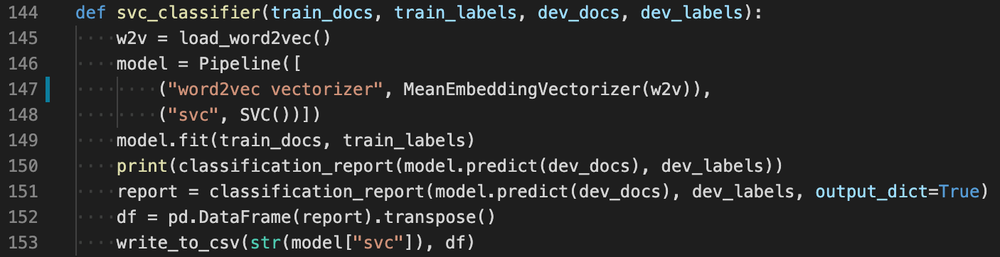 144 def svc_classifier(train_docs, train_labels, dev_docs, dev_labels):
145     w2v = load_word2vec()
146     model = Pipeline([
147         ("word2vec vectorizer", MeanEmbeddingVectorizer(w2v)),
148         ("svc", SVC())])
149     model.fit(train_docs, train_labels)
150     print(classification_report(model.predict(dev_docs), dev_labels))
151     report = classification_report(model.predict(dev_docs), dev_labels, output_dict=True)
152     df = pd.DataFrame(report).transpose()
153     write_to_csv(str(model["svc"]), df)